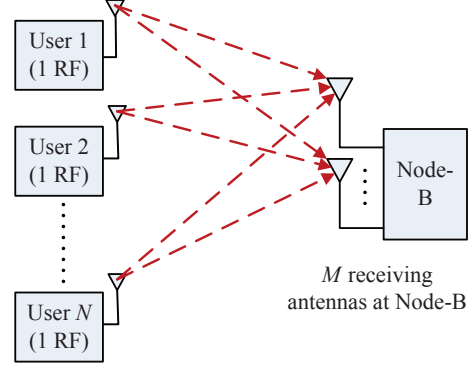 User 1
(1 RF)
User 2
(1 RF)
User N
(1 RF)
Node-
B
M receiving
antennas at Node-B